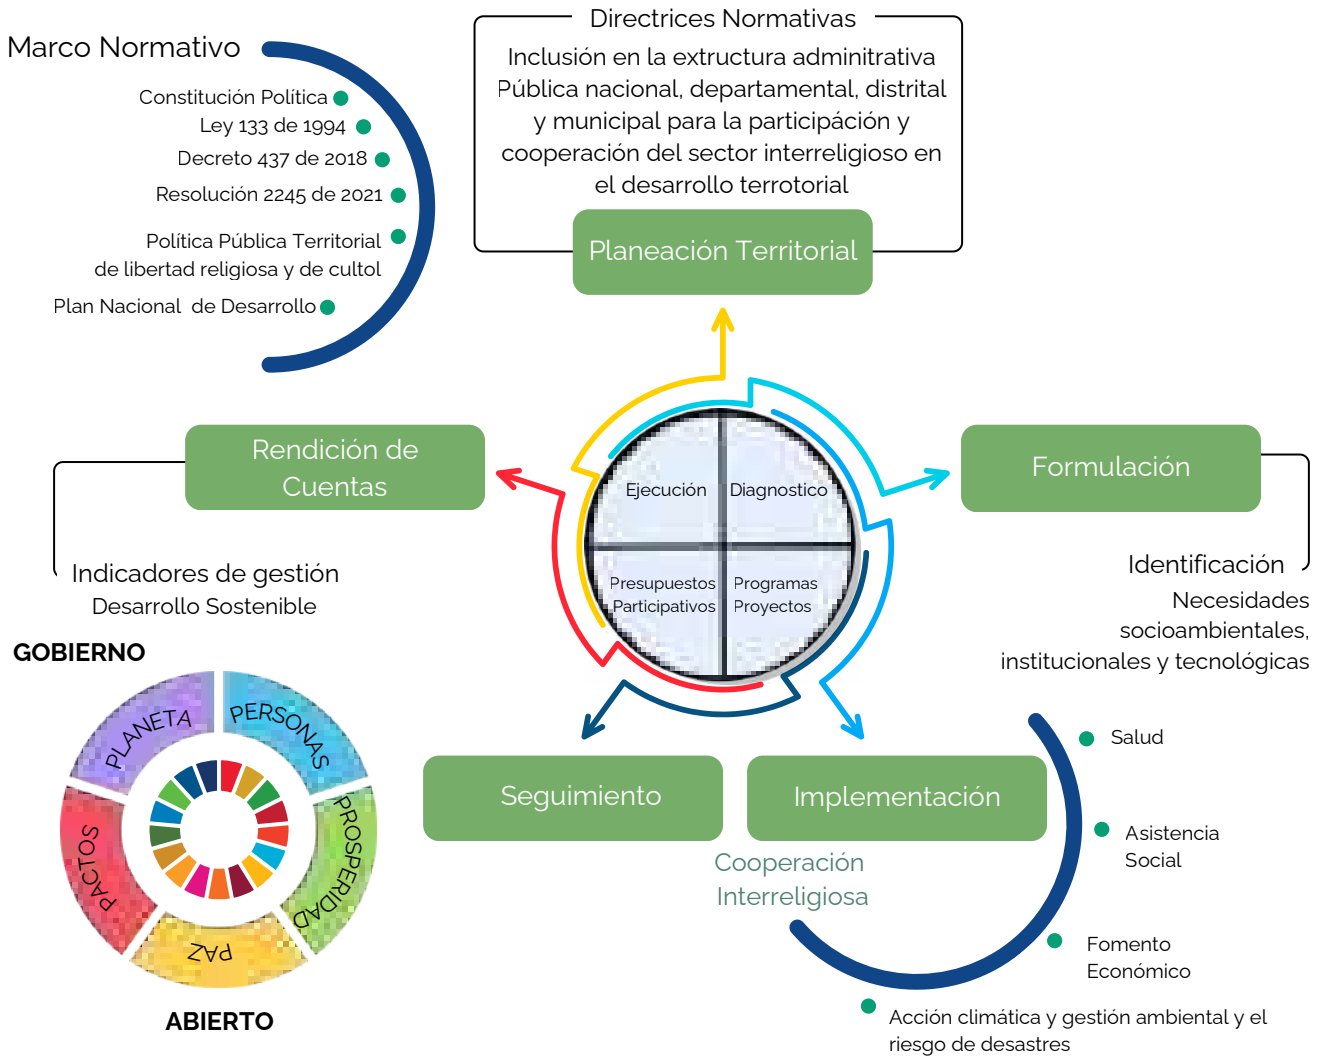 Marco Normativo
Constitución Política
Ley 133 de 1994
Decreto 437 de 2018
Resolución 2245 de 2021
Política Pública Territorial
de libertad religiosa y de cultol
Plan Nacional de Desarrollo
Directrices Normativas
Inclusión en la extructura adminitrativa
Pública nacional, departamental, distrital
y municipal para la participáción y
cooperación del sector interreligioso en
el desarrollo terrotorial
Planeación Territorial
Rendición de
Cuentas
Formulación
Ejecución
Diagnostico
Presupuestos
Participativos
Programas
Proyectos
Indicadores de gestión
Desarrollo Sostenible
Identificación
Necesidades
socioambientales,
institucionales y tecnológicas
GOBIERNO
PLANETA
PERSONAS
PROSPERIDAD
PAZ
PACTOS
ABIERTO
Seguimiento
Implementación
Cooperación
Interreligiosa
Salud
Asistencia
Social
Fomento
Económico
Acción climática y gestión ambiental y el
riesgo de desastres